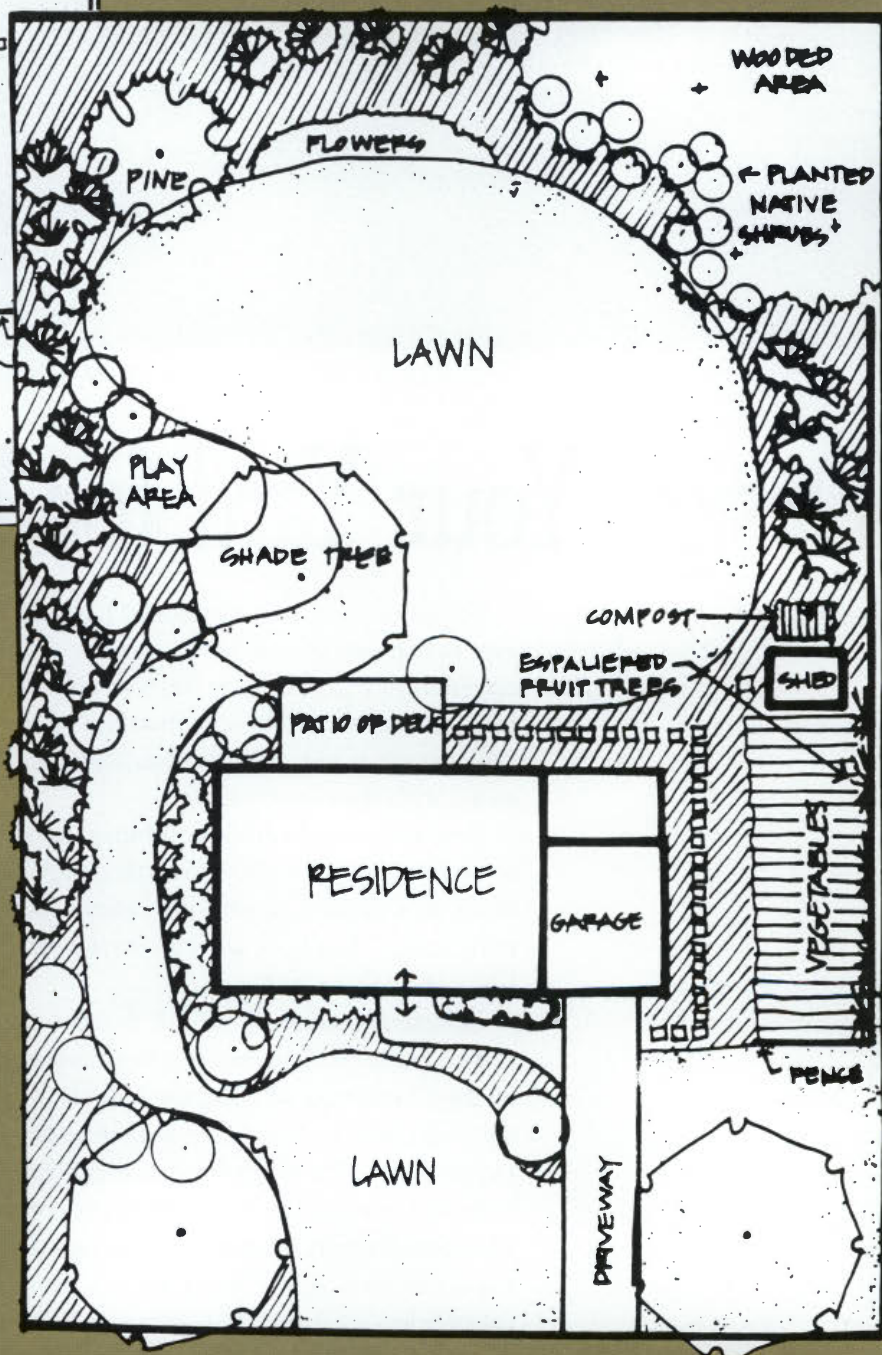 WOODED
AREA
FLOWERS
PINE
← PLANTED
NATIVE
SHRUBS
LAWN
PLAY
AREA
SHADE TREE
COMPOST
ESPALIERED
FRUIT TREES
SHED
PATIO OR DECK
RESIDENCE
GARAGE
VEGETABLES
FENCE
LAWN
DRIVEWAY